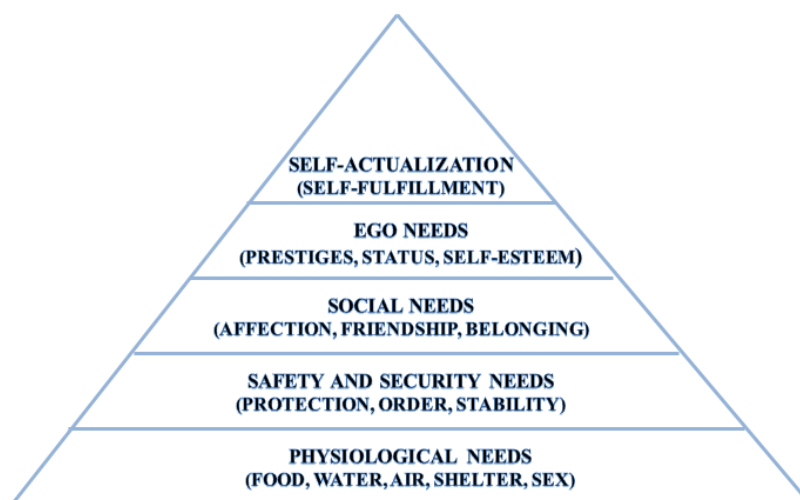 SELF-ACTUALIZATION
(SELF-FULFILLMENT)
EGO NEEDS
(PRESTIGES, STATUS, SELF-ESTEEM)
SOCIAL NEEDS
(AFFECTION, FRIENDSHIP, BELONGING)
SAFETY AND SECURITY NEEDS
(PROTECTION, ORDER, STABILITY)
PHYSIOLOGICAL NEEDS
(FOOD, WATER, AIR, SHELTER, SEX)